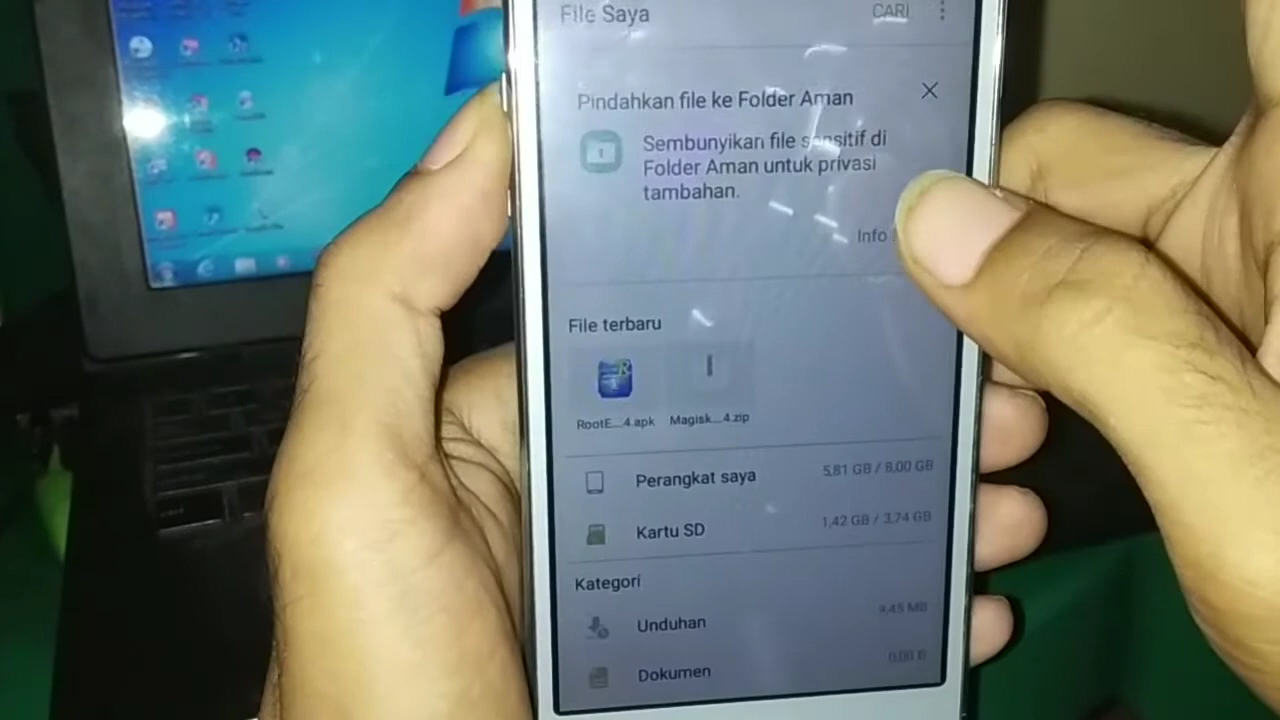 File Saya
CARI
Pindahkan file ke Folder Aman
Sembunyikan file sensitif di
Folder Aman untuk privasi
tambahan.
Info
File terbaru
RootE...4.apk
Magisk...4.zip
Perangkat saya
5,81 GB / 8,00 GB
Kartu SD
1,42 GB / 3,74 GB
Kategori
Unduhan
9,45 MB
Dokumen
0,00 B